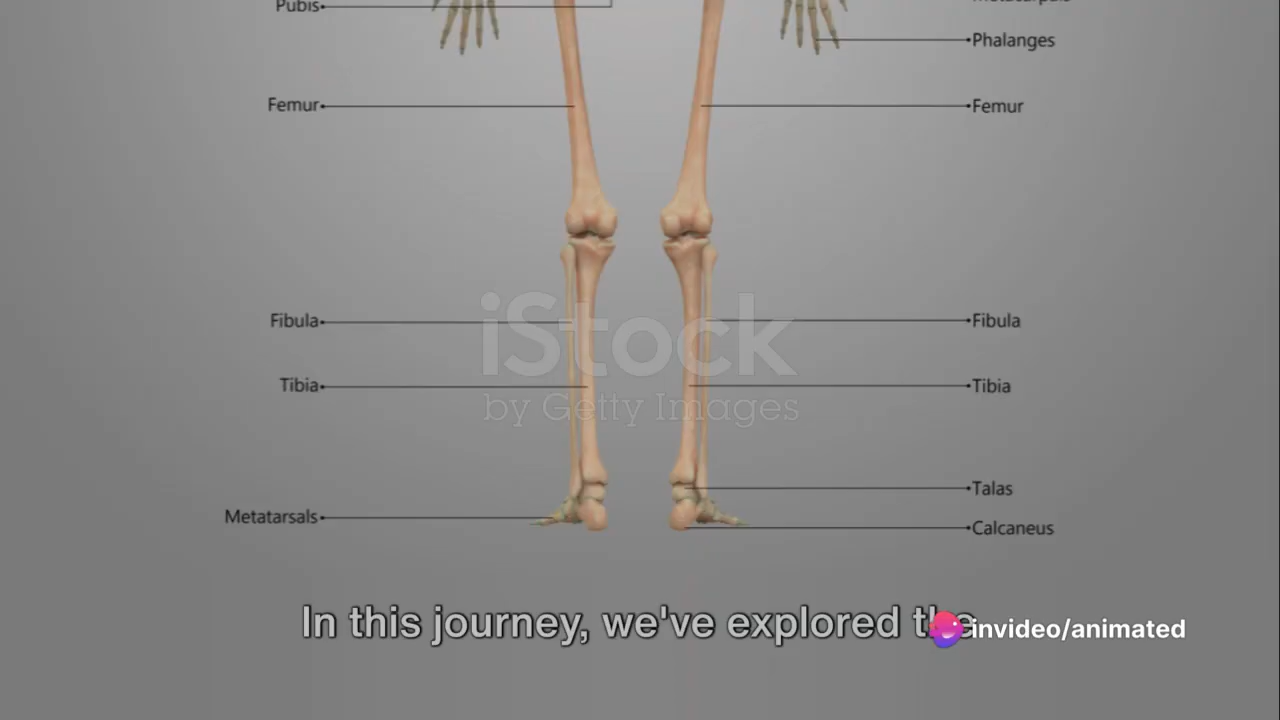 Pubis
Metacarpals
Phalanges
Femur
Femur
Fibula
Fibula
iStock
Tibia
Tibia
by Getty Images
Talas
Metatarsals
Calcaneus
In this journey, we've explored the
invideo/animated